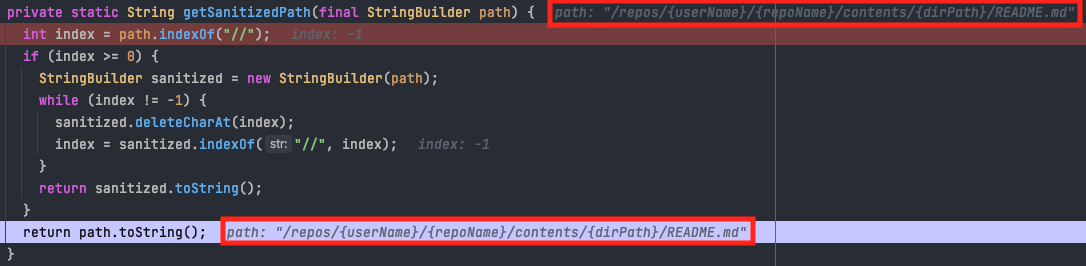 private static String getSanitizedPath(final StringBuilder path) { path: "/repos/{userName}/{repoName}/contents/{dirPath}/README.md"
int index = path.indexOf("//"); index: -1
if (index >= 0) {
StringBuilder sanitized = new StringBuilder(path);
while (index != -1) {
sanitized.deleteCharAt(index);
index = sanitized.indexOf( str: "//", index); index: -1
}
return sanitized.toString();
}
return path.toString(); path: "/repos/{userName}/{repoName}/contents/{dirPath}/README.md"
}